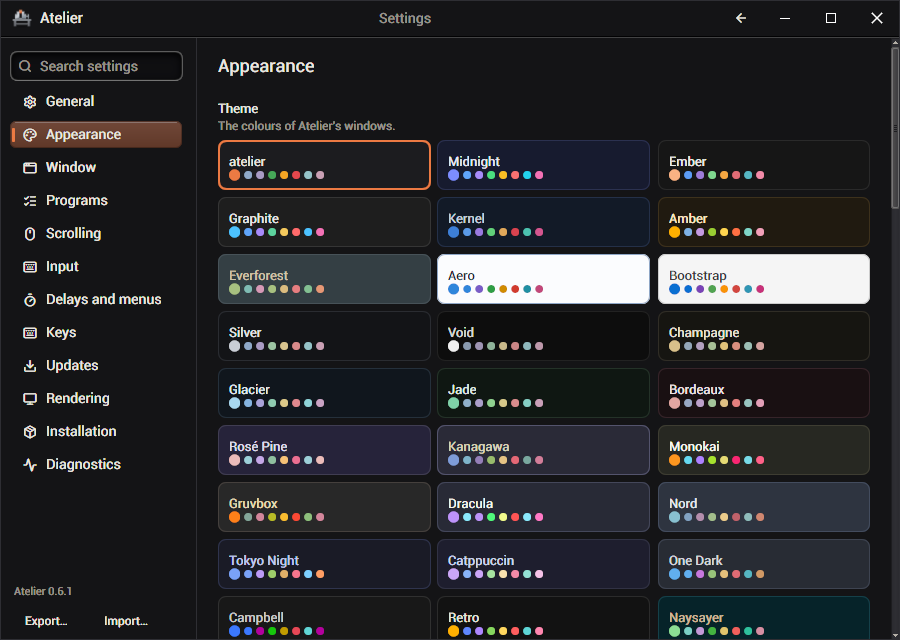 Atelier
Settings
Search settings
General
Appearance
Window
Programs
Scrolling
Input
Delays and menus
Keys
Updates
Rendering
Installation
Diagnostics
Atelier 0.6.1
Export...
Import...
Appearance
Theme
The colours of Atelier's windows.
atelier
Midnight
Ember
Graphite
Kernel
Amber
Everforest
Aero
Bootstrap
Silver
Void
Champagne
Glacier
Jade
Bordeaux
Rosé Pine
Kanagawa
Monokai
Gruvbox
Dracula
Nord
Tokyo Night
Catppuccin
One Dark
Campbell
Retro
Naysayer